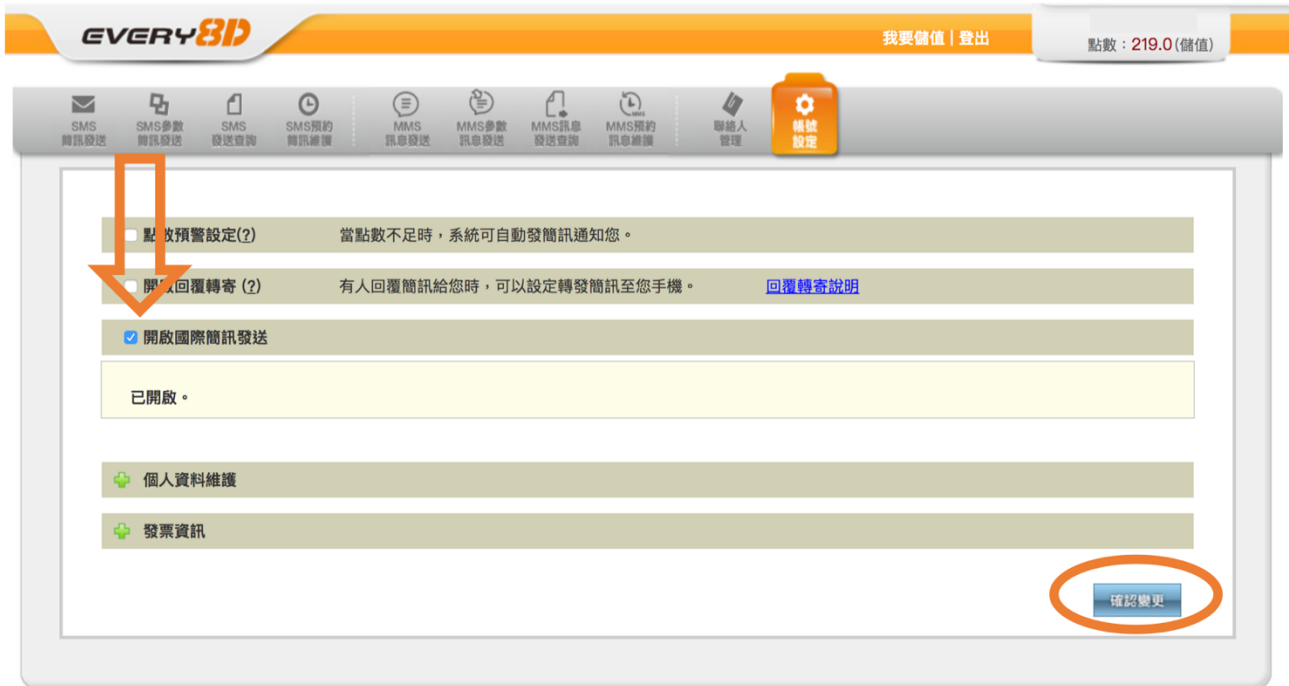 EVERY8D
我要儲值 | 登出
點數：219.0(儲值)
SMS
簡訊發送
SMS參數
簡訊發送
SMS
發送查詢
SMS預約
簡訊維護
MMS
訊息發送
MMS參數
訊息發送
MMS訊息
發送查詢
MMS預約
訊息維護
聯絡人
管理
帳號
設定
點數預警設定(?) 當點數不足時，系統可自動發簡訊通知您。
開啟回覆轉寄 (?) 有人回覆簡訊給您時，可以設定轉發簡訊至您手機。 回覆轉寄說明
開啟國際簡訊發送
已開啟。
個人資料維護
發票資訊
確認變更